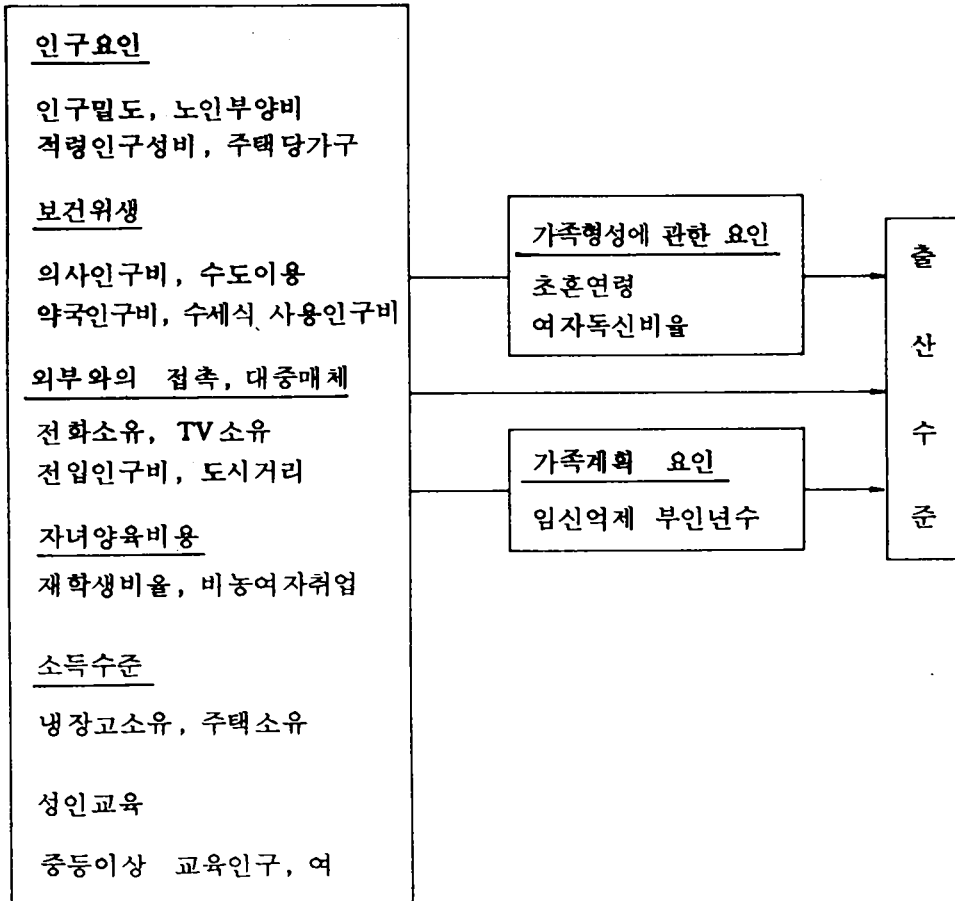 인구요인
인구밀도, 노인부양비
적령인구성비, 주택당가구
보건위생
의사인구비, 수도이용
약국인구비, 수세식 사용인구비
외부와의 접촉, 대중매체
전화소유, TV소유
전입인구비, 도시거리
자녀양육비용
재학생비율, 비농여자취업
소득수준
냉장고소유, 주택소유
성인교육
중등이상 교육인구, 여
가족형성에 관한 요인
초혼연령
여자독신비율
가족계획 요인
임신억제 부인년수
출
산
수
준